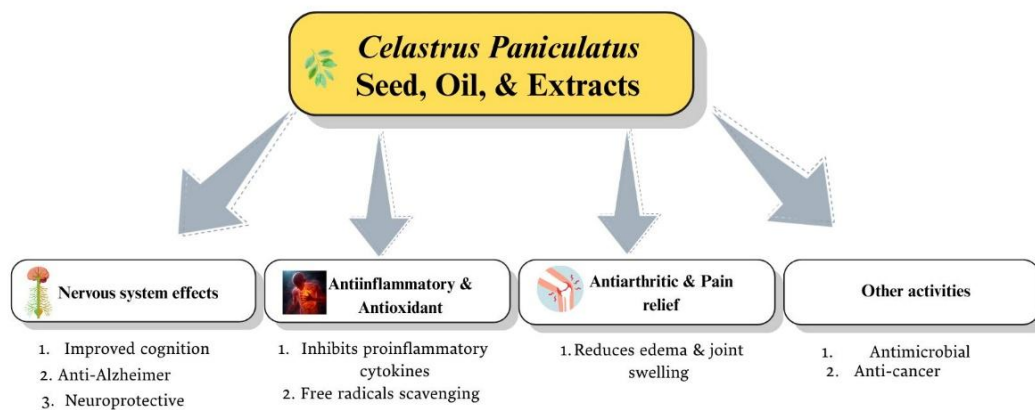 Celastrus Paniculatus
Seed, Oil, & Extracts
Nervous system effects
1. Improved cognition
2. Anti-Alzheimer
3. Neuroprotective
Antiinflammatory &
Antioxidant
1. Inhibits proinflammatory
cytokines
2. Free radicals scavenging
Antiarthritic & Pain
relief
1. Reduces edema & joint
swelling
Other activities
1. Antimicrobial
2. Anti-cancer